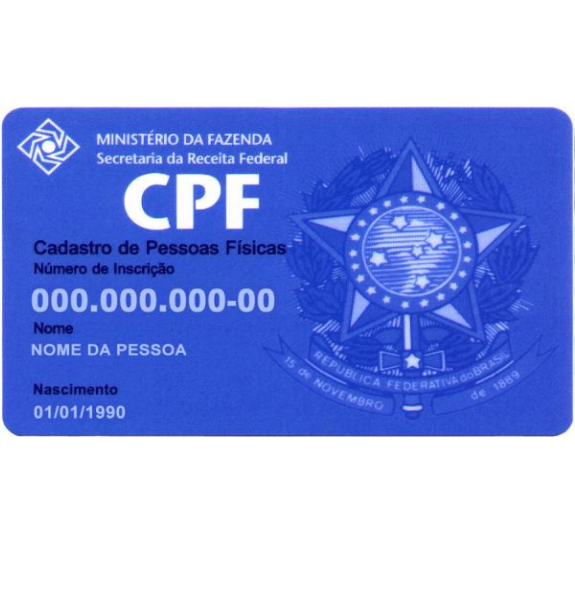 MINISTÉRIO DA FAZENDA
Secretaria da Receita Federal
CPF
Cadastro de Pessoas Físicas
Número de Inscrição
000.000.000-00
Nome
NOME DA PESSOA
Nascimento
01/01/1990
REPÚBLICA FEDERATIVA do BRASIL
15 de NOVEMBRO de 1889